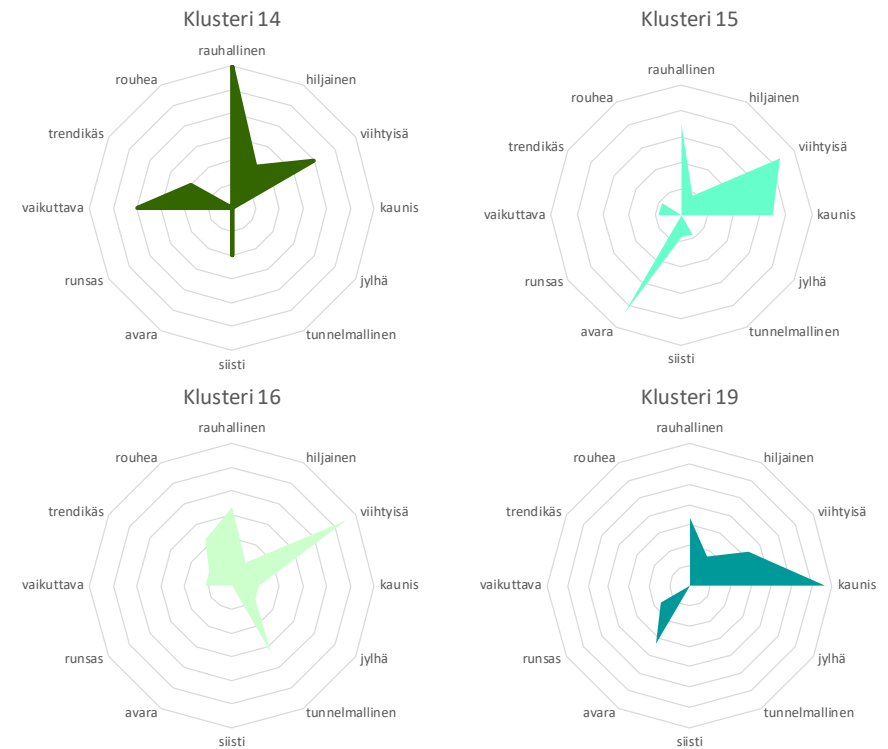 Klusteri 14
rauhallinen
hiljainen
viihtyisä
kaunis
jylhä
tunnelmallinen
siisti
avara
runsas
vaikuttava
trendikäs
rouhea
Klusteri 15
rauhallinen
hiljainen
viihtyisä
kaunis
jylhä
tunnelmallinen
siisti
avara
runsas
vaikuttava
trendikäs
rouhea
Klusteri 16
rauhallinen
hiljainen
viihtyisä
kaunis
jylhä
tunnelmallinen
siisti
avara
runsas
vaikuttava
trendikäs
rouhea
Klusteri 19
rauhallinen
hiljainen
viihtyisä
kaunis
jylhä
tunnelmallinen
siisti
avara
runsas
vaikuttava
trendikäs
rouhea